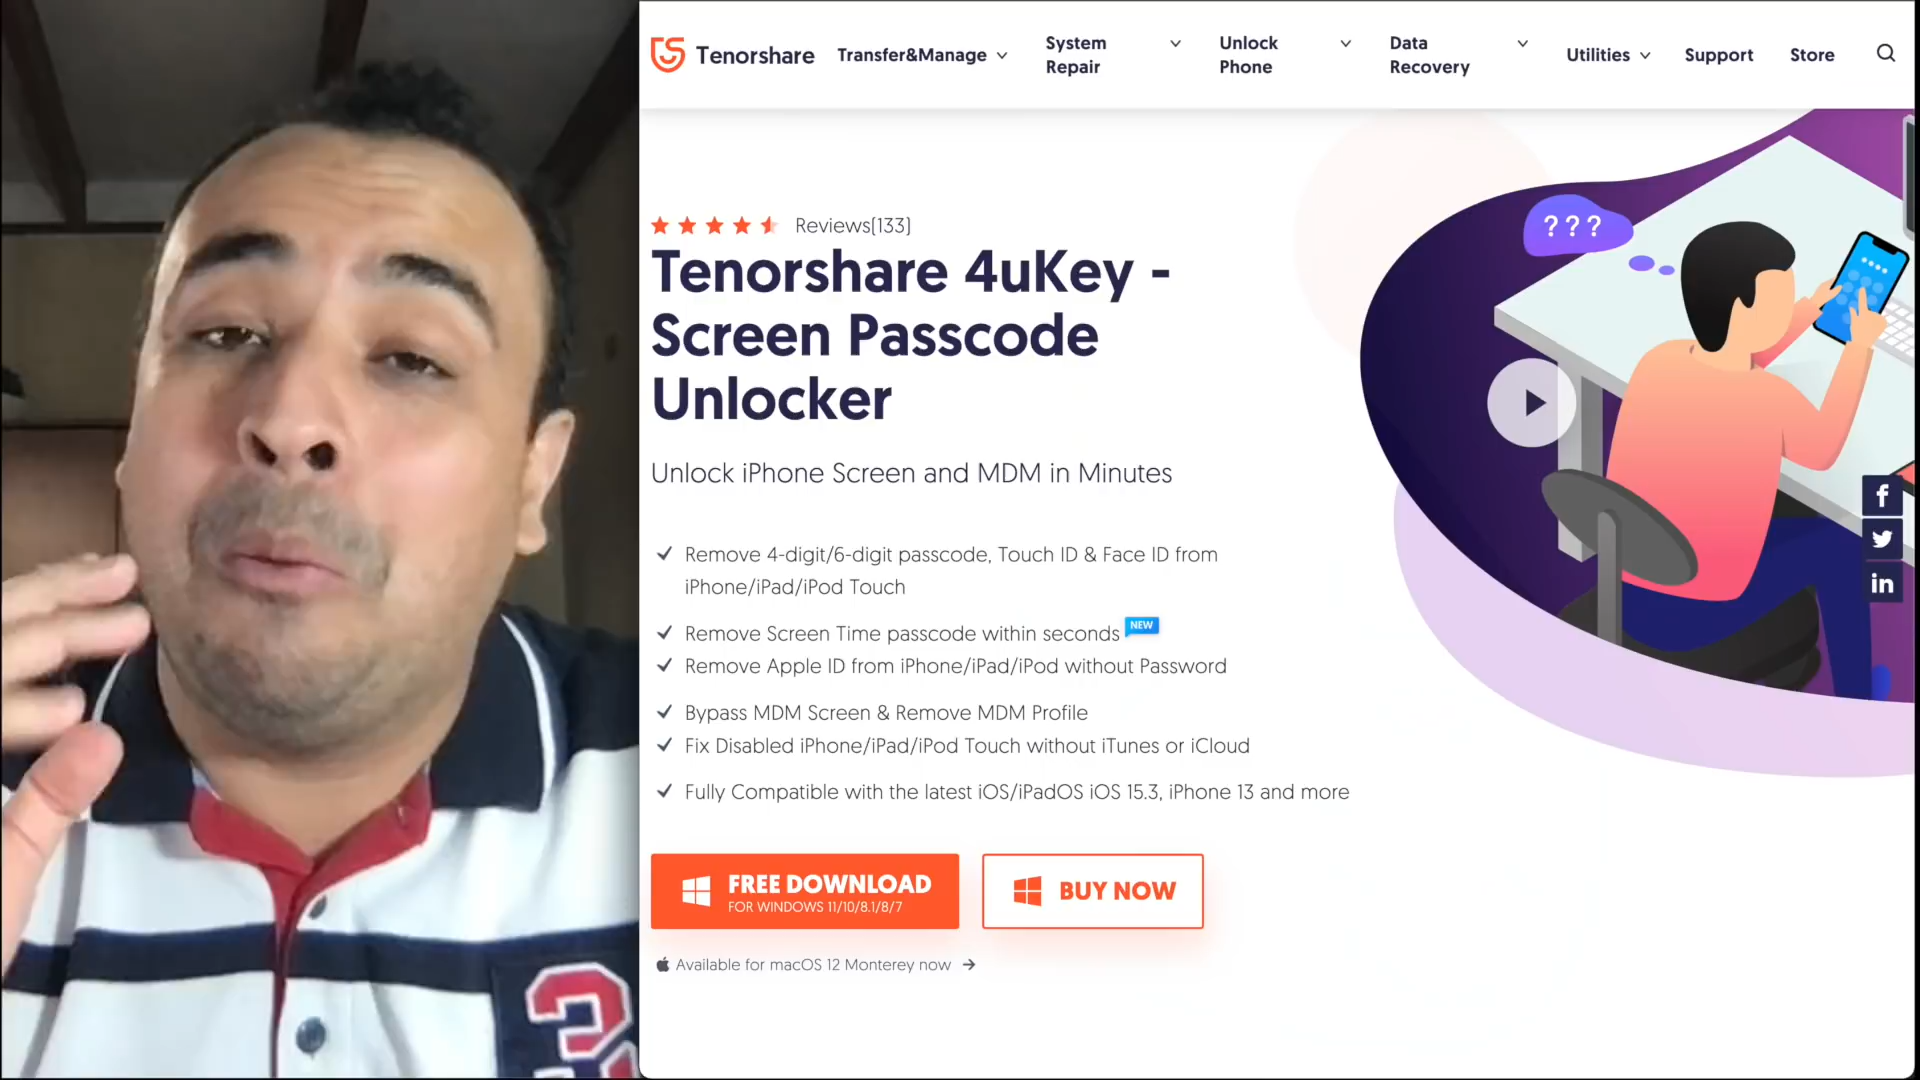 Tenorshare
Transfer&Manage
System
Repair
Unlock
Phone
Data
Recovery
Utilities
Support
Store
Reviews[133]
Tenorshare 4uKey -
Screen Passcode
Unlocker
???
Unlock iPhone Screen and MDM in Minutes
Remove 4-digit/6-digit passcode, Touch ID & Face ID from
iPhone/iPad/iPod Touch
Remove Screen Time passcode within seconds NEW
Remove Apple ID from iPhone/iPad/iPod without Password
Bypass MDM Screen & Remove MDM Profile
Fix Disabled iPhone/iPad/iPod Touch without iTunes or iCloud
Fully Compatible with the latest iOS/iPadOS iOS 15.3, iPhone 13 and more
FREE DOWNLOAD
FOR WINDOWS 11/10/8.1/8/7
BUY NOW
Available for macOS 12 Monterey now
f
in
3